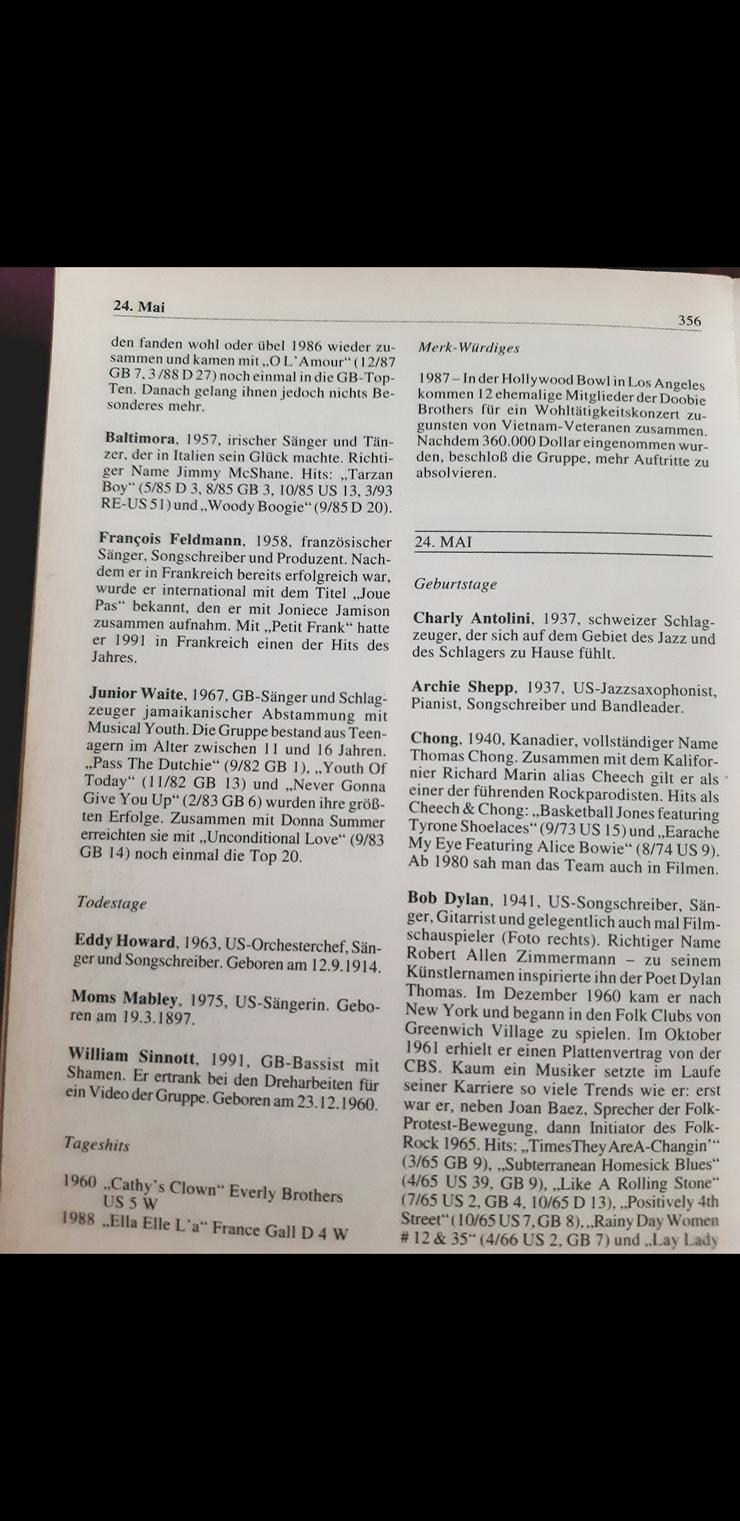 24. Mai
356
den fanden wohl oder übel 1986 wieder zu-
sammen und kamen mit „O L'Amour“ (12/87
GB 7, 3/88 D 27) noch einmal in die GB-Top-
Ten. Danach gelang ihnen jedoch nichts Be-
sonderes mehr.
Baltimora, 1957, irischer Sänger und Tän-
zer, der in Italien sein Glück machte. Richti-
ger Name Jimmy McShane. Hits: „Tarzan
Boy“ (5/85 D 3, 8/85 GB 3, 10/85 US 13, 3/93
RE-US 51) und „Woody Boogie“ (9/85 D 20).
François Feldmann, 1958, französischer
Sänger, Songschreiber und Produzent. Nach-
dem er in Frankreich bereits erfolgreich war,
wurde er international mit dem Titel „Joue
Pas“ bekannt, den er mit Joniece Jamison
zusammen aufnahm. Mit „Petit Frank“ hatte
er 1991 in Frankreich einen der Hits des
Jahres.
Junior Waite, 1967, GB-Sänger und Schlag-
zeuger jamaikanischer Abstammung mit
Musical Youth. Die Gruppe bestand aus Teen-
agern im Alter zwischen 11 und 16 Jahren.
„Pass The Dutchie“ (9/82 GB 1), „Youth Of
Today“ (11/82 GB 13) und „Never Gonna
Give You Up“ (2/83 GB 6) wurden ihre größ-
ten Erfolge. Zusammen mit Donna Summer
erreichten sie mit „Unconditional Love“ (9/83
GB 14) noch einmal die Top 20.
Todestage
Eddy Howard, 1963, US-Orchesterchef, Sän-
ger und Songschreiber. Geboren am 12.9.1914.
Moms Mabley, 1975, US-Sängerin. Gebo-
ren am 19.3.1897.
William Sinnott, 1991, GB-Bassist mit
Shamen. Er ertrank bei den Dreharbeiten für
ein Video der Gruppe. Geboren am 23.12.1960.
Tageshits
1960 „Cathy's Clown“ Everly Brothers
US 5 W
1988 „Ella Elle L'a“ France Gall D 4 W
Merk-Würdiges
1987 – In der Hollywood Bowl in Los Angeles
kommen 12 ehemalige Mitglieder der Doobie
Brothers für ein Wohltätigkeitskonzert zu-
gunsten von Vietnam-Veteranen zusammen.
Nachdem 360.000 Dollar eingenommen wur-
den, beschloß die Gruppe, mehr Auftritte zu
absolvieren.
24. MAI
Geburtstage
Charly Antolini, 1937, schweizer Schlag-
zeuger, der sich auf dem Gebiet des Jazz und
des Schlagers zu Hause fühlt.
Archie Shepp, 1937, US-Jazzsaxophonist,
Pianist, Songschreiber und Bandleader.
Chong, 1940, Kanadier, vollständiger Name
Thomas Chong. Zusammen mit dem Kalifor-
nier Richard Marin alias Cheech gilt er als
einer der führenden Rockparodisten. Hits als
Cheech & Chong: „Basketball Jones featuring
Tyrone Shoelaces“ (9/73 US 15) und „Earache
My Eye Featuring Alice Bowie“ (8/74 US 9).
Ab 1980 sah man das Team auch in Filmen.
Bob Dylan, 1941, US-Songschreiber, Sän-
ger, Gitarrist und gelegentlich auch mal Film-
schauspieler (Foto rechts). Richtiger Name
Robert Allen Zimmermann – zu seinem
Künstlernamen inspirierte ihn der Poet Dylan
Thomas. Im Dezember 1960 kam er nach
New York und begann in den Folk Clubs von
Greenwich Village zu spielen. Im Oktober
1961 erhielt er einen Plattenvertrag von der
CBS. Kaum ein Musiker setzte im Laufe
seiner Karriere so viele Trends wie er: erst
war er, neben Joan Baez, Sprecher der Folk-
Protest-Bewegung, dann Initiator des Folk-
Rock 1965. Hits: „TimesThey AreA-Changin'“
(3/65 GB 9), „Subterranean Homesick Blues“
(4/65 US 39, GB 9), „Like A Rolling Stone“
(7/65 US 2, GB 4, 10/65 D 13), „Positively 4th
Street“ (10/65 US 7, GB 8), „Rainy Day Women
# 12 & 35“ (4/66 US 2, GB 7) und „Lay Lady